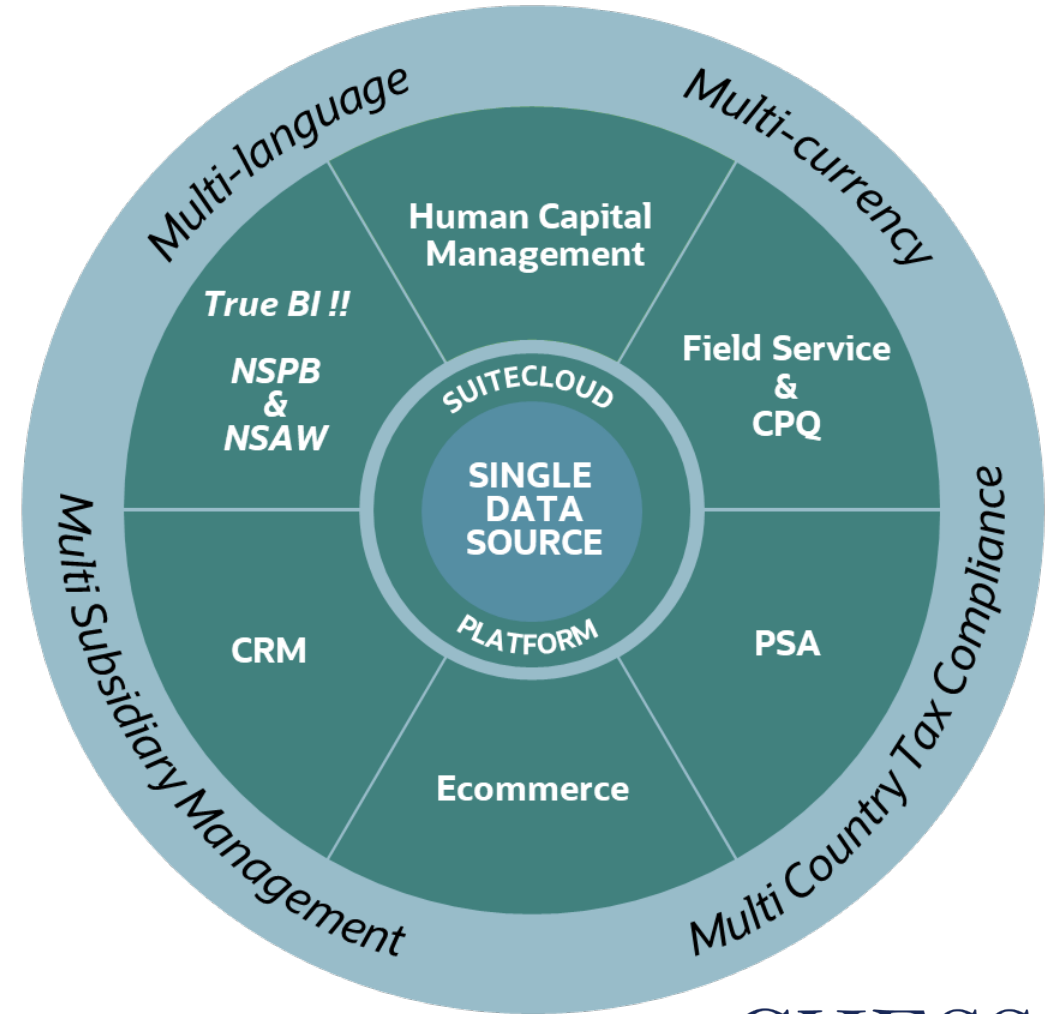 Multi-language
Multi-currency
Human Capital
Management
True BI !!
NSPB
&
NSAW
Field Service
&
CPQ
SUITECLOUD
SINGLE
DATA
SOURCE
PLATFORM
CRM
PSA
Ecommerce
Multi Subsidiary Management
Multi Country Tax Compliance